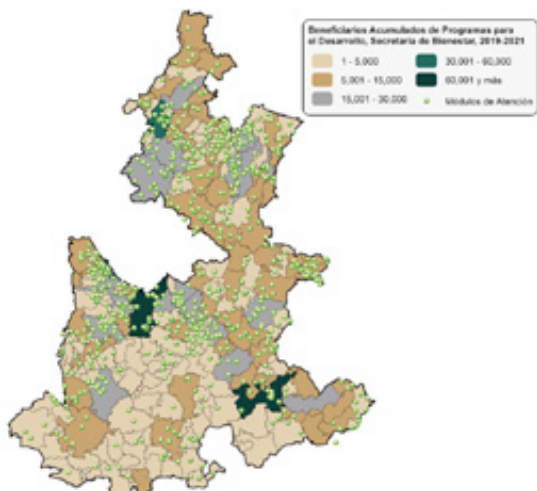 Beneficiarios Acumulados de Programas para
el Desarrollo, Secretaría de Bienestar, 2019-2021
1 - 5,000
30,001 - 60,000
5,001 - 15,000
60,001 y más
15,001 - 30,000
Módulos de Atención